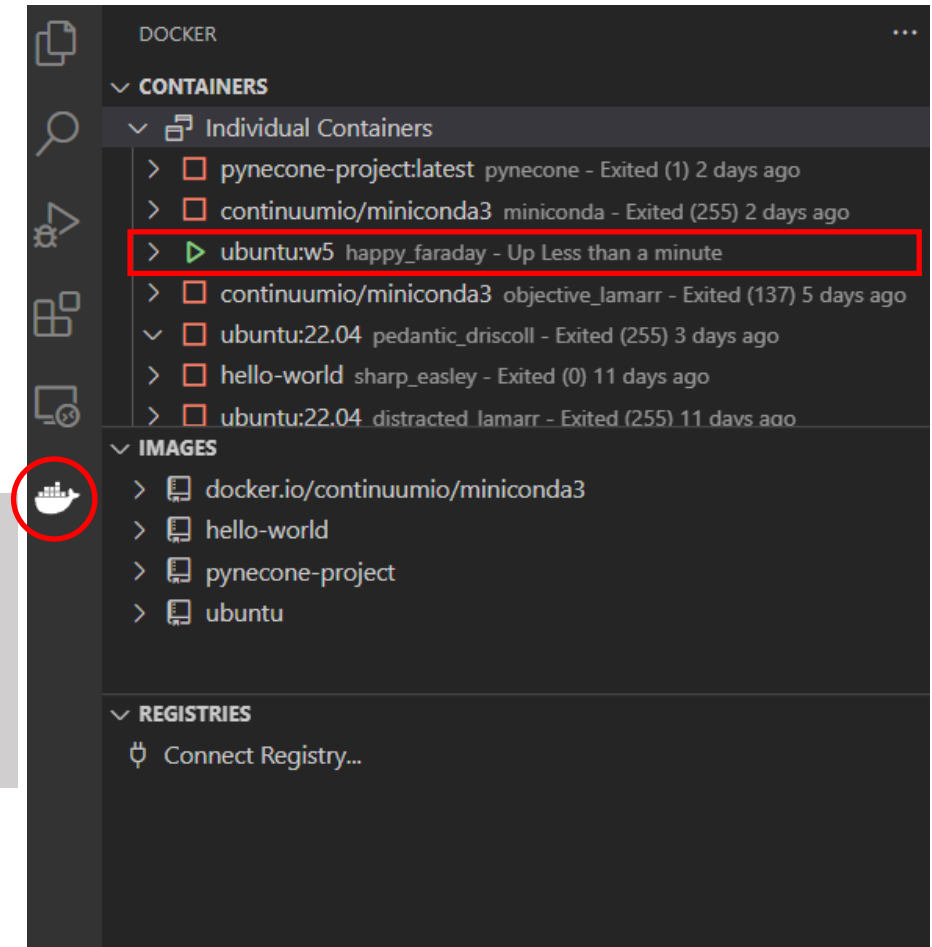 DOCKER
CONTAINERS
Individual Containers
pynecone-project:latest pynecone - Exited (1) 2 days ago
continuumio/miniconda3 miniconda - Exited (255) 2 days ago
ubuntu:w5 happy_faraday - Up Less than a minute
continuumio/miniconda3 objective_lamarr - Exited (137) 5 days ago
ubuntu:22.04 pedantic_driscoll - Exited (255) 3 days ago
hello-world sharp_easley - Exited (0) 11 days ago
ubuntu:22.04 distracted_lamarr - Exited (255) 11 days ago
IMAGES
docker.io/continuumio/miniconda3
hello-world
pynecone-project
ubuntu
REGISTRIES
Connect Registry...